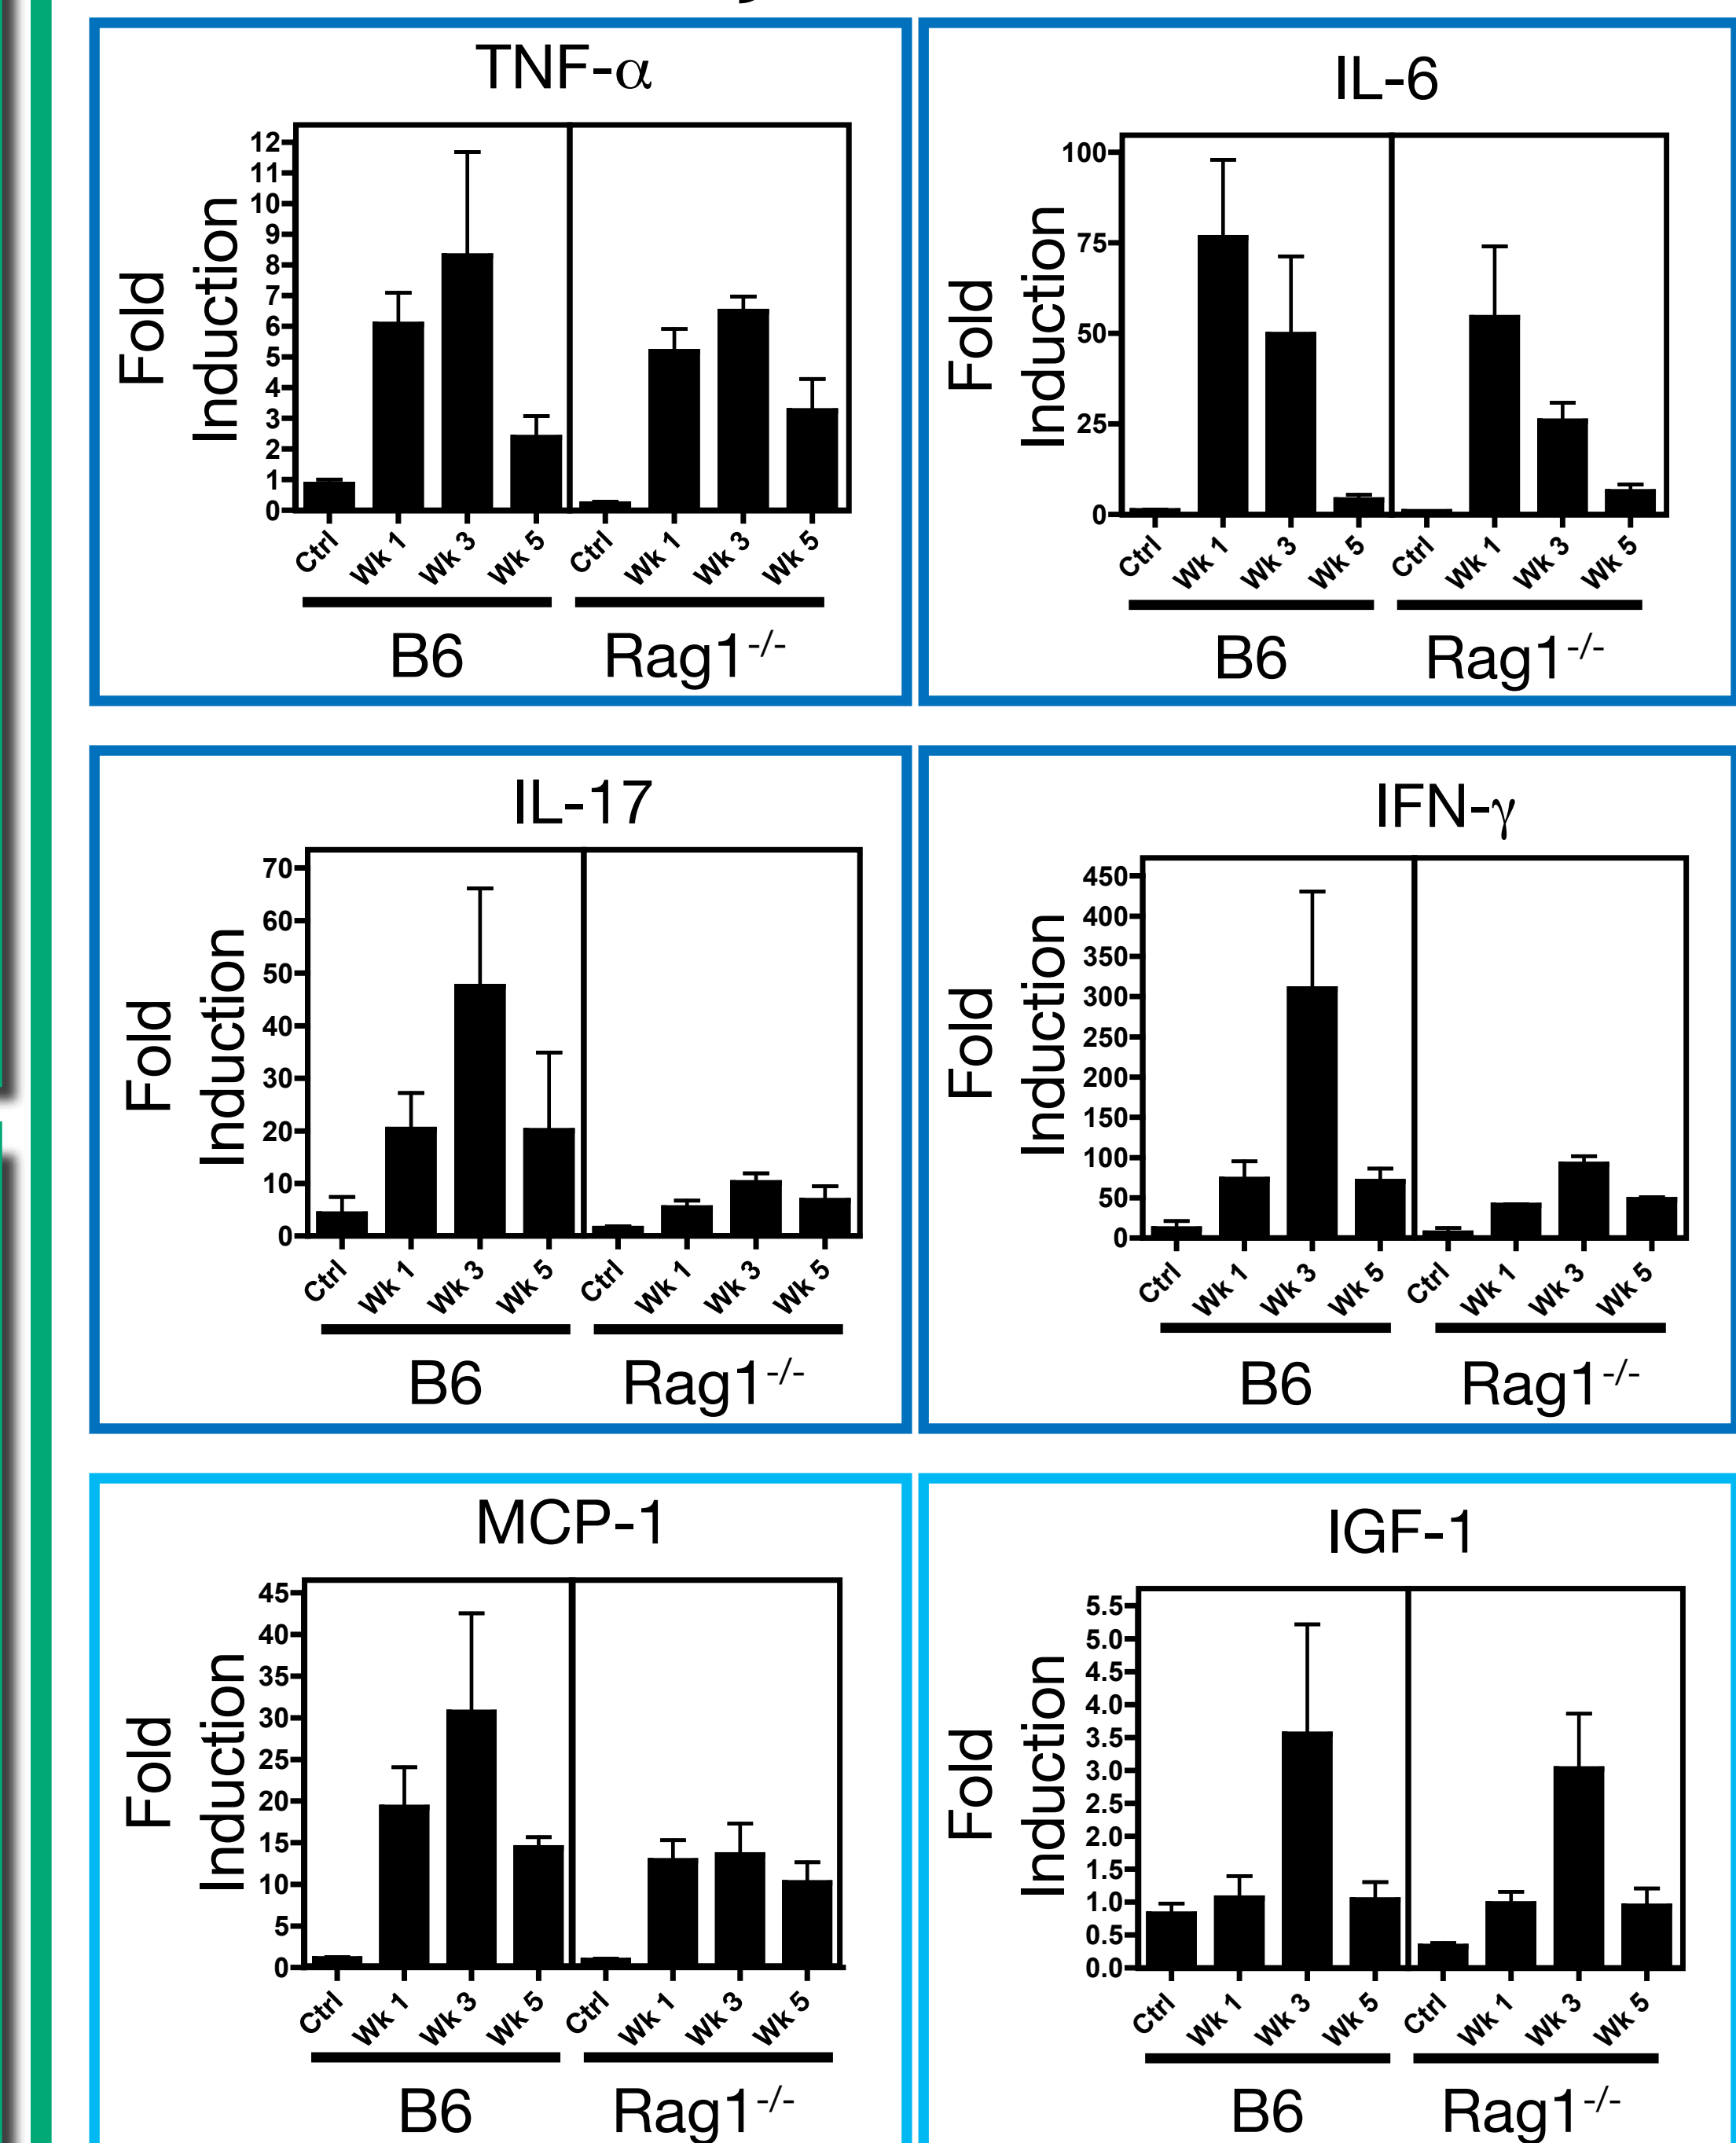 TNF-α
Fold
Induction
12
11
10
9
8
7
6
5
4
3
2
1
0
Ctrl Wk 1 Wk 3 Wk 5 Ctrl Wk 1 Wk 3 Wk 5
B6 Rag1-/-
IL-6
Fold
Induction
100
75
50
25
0
Ctrl Wk 1 Wk 3 Wk 5 Ctrl Wk 1 Wk 3 Wk 5
B6 Rag1-/-
IL-17
Fold
Induction
70
60
50
40
30
20
10
0
Ctrl Wk 1 Wk 3 Wk 5 Ctrl Wk 1 Wk 3 Wk 5
B6 Rag1-/-
IFN-γ
Fold
Induction
450
400
350
300
250
200
150
100
50
0
Ctrl Wk 1 Wk 3 Wk 5 Ctrl Wk 1 Wk 3 Wk 5
B6 Rag1-/-
MCP-1
Fold
Induction
45
40
35
30
25
20
15
10
5
0
Ctrl Wk 1 Wk 3 Wk 5 Ctrl Wk 1 Wk 3 Wk 5
B6 Rag1-/-
IGF-1
Fold
Induction
5.5
5.0
4.5
4.0
3.5
3.0
2.5
2.0
1.5
1.0
0.5
0.0
Ctrl Wk 1 Wk 3 Wk 5 Ctrl Wk 1 Wk 3 Wk 5
B6 Rag1-/-